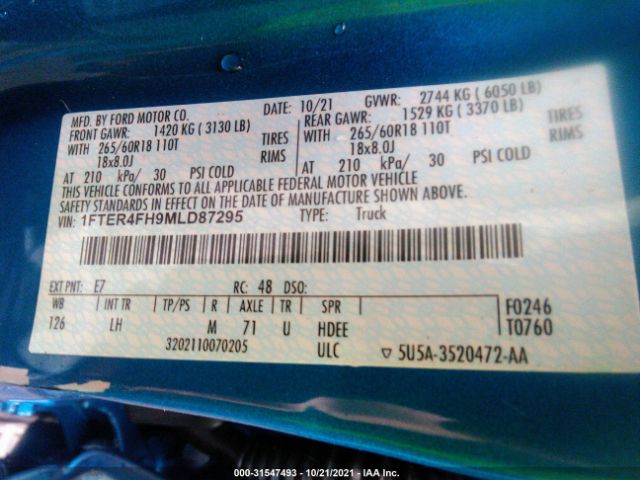 MFD. BY FORD MOTOR CO. DATE: 10/21 GVWR: 2744 KG ( 6050 LB)
FRONT GAWR: 1420 KG ( 3130 LB) REAR GAWR: 1529 KG ( 3370 LB)
WITH 265/60R18 110T TIRES WITH 265/60R18 110T TIRES
18x8.0J RIMS 18x8.0J RIMS
AT 210 kPa/ 30 PSI COLD AT 210 kPa/ 30 PSI COLD
THIS VEHICLE CONFORMS TO ALL APPLICABLE FEDERAL MOTOR VEHICLE
SAFETY STANDARDS IN EFFECT ON THE DATE OF MANUFACTURE SHOWN ABOVE.
VIN: 1FTER4FH9MLD87295 TYPE: Truck
EXT PNT: E7 RC: 48 DSO:
WB INT TR TP/PS R AXLE TR SPR F0246
126 LH M 71 U HDEE T0760
3202110070205 ULC 5U5A-3520472-AA
000-31547493 - 10/21/2021 - IAA Inc.